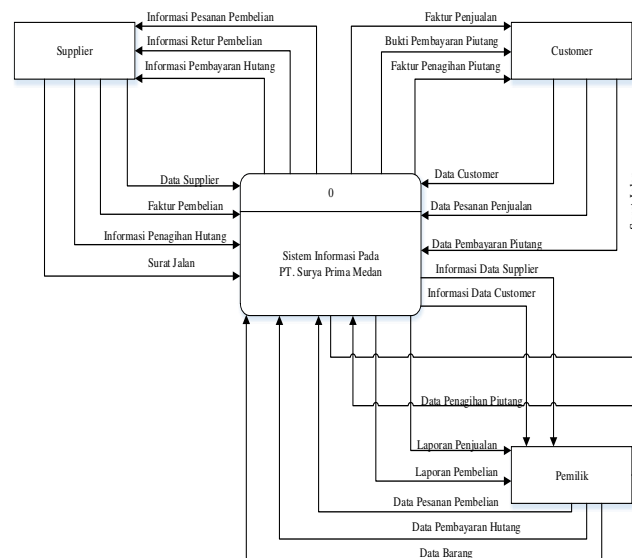 Informasi Pesanan Pembelian
Supplier
Informasi Retur Pembelian
Informasi Pembayaran Hutang
Faktur Penjualan
Bukti Pembayaran Piutang
Customer
Faktur Penagihan Piutang
Data Supplier
Faktur Pembelian
Informasi Penagihan Hutang
Surat Jalan
0
Sistem Informasi Pada
PT. Surya Prima Medan
Data Customer
Data Pesanan Penjualan
Data Pembayaran Piutang
Informasi Data Supplier
Informasi Data Customer
Data Penagihan Piutang
Laporan Penjualan
Laporan Pembelian
Pemilik
Data Pesanan Pembelian
Data Pembayaran Hutang
Data Barang